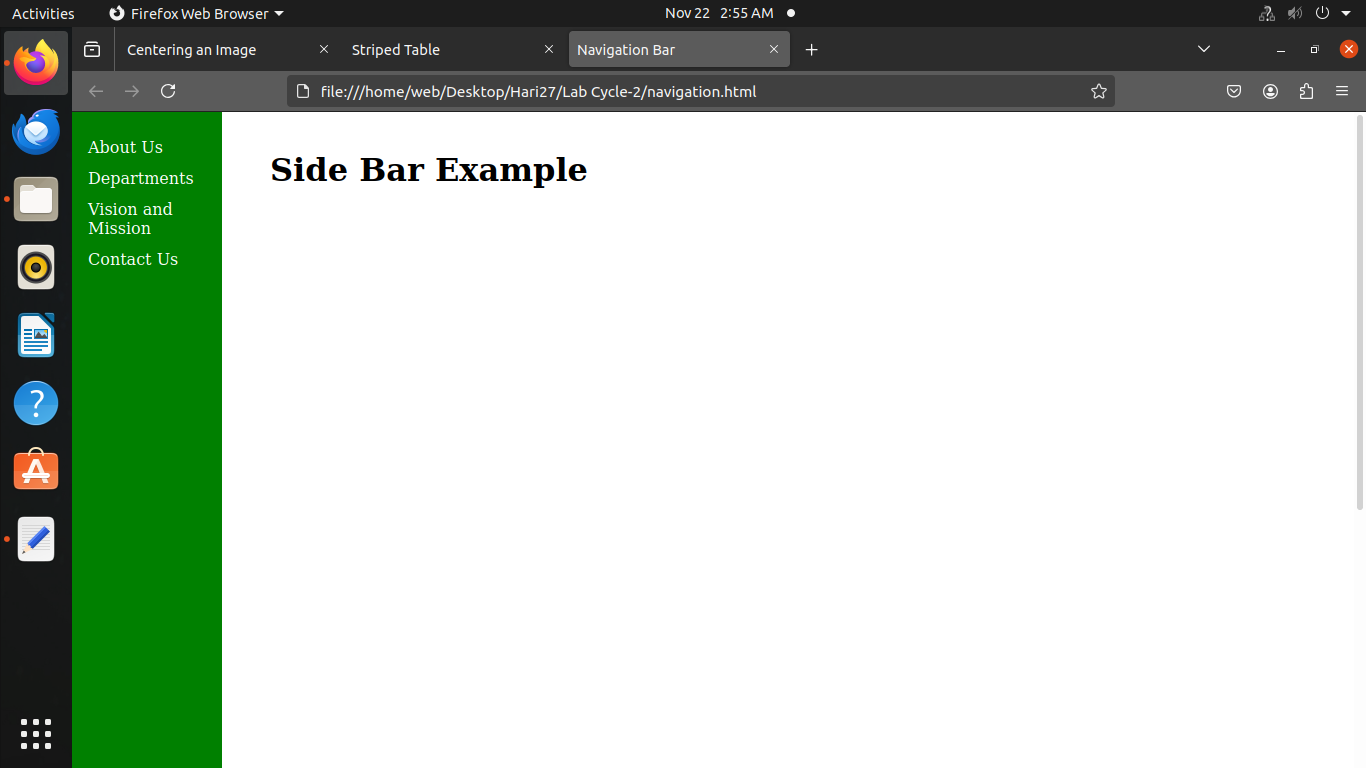 Activities Firefox Web Browser Nov 22 2:55 AM
Centering an Image Striped Table Navigation Bar
file:///home/web/Desktop/Hari27/Lab Cycle-2/navigation.html
About Us
Departments
Vision and
Mission
Contact Us
Side Bar Example